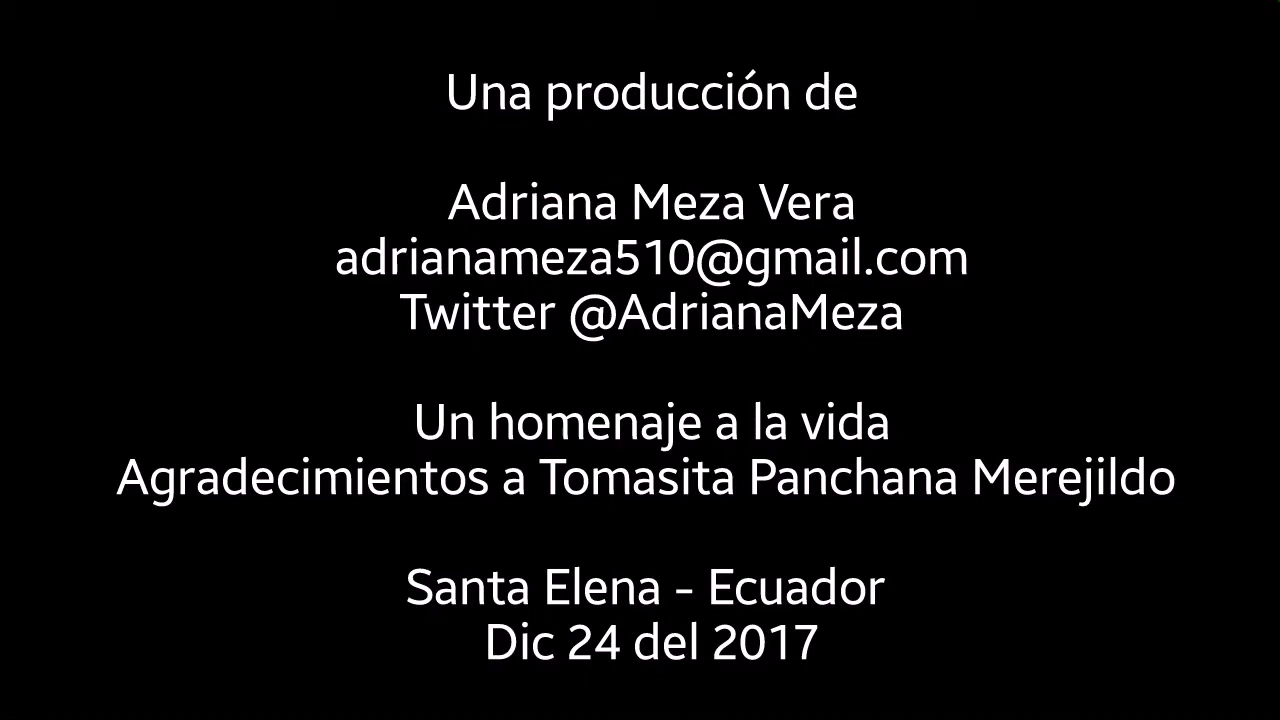 Una producción de
Adriana Meza Vera
adrianameza510@gmail.com
Twitter @AdrianaMeza
Un homenaje a la vida
Agradecimientos a Tomasita Panchana Merejildo
Santa Elena - Ecuador
Dic 24 del 2017